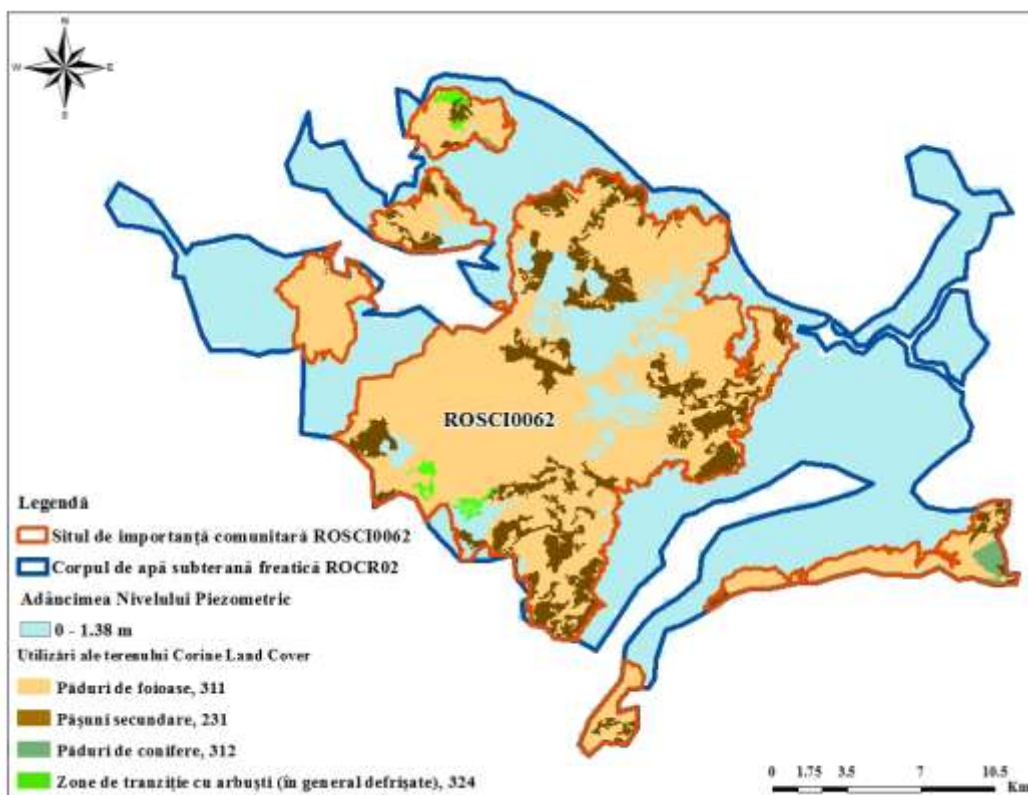 N
W
E
S
ROSCI0062
Legendă
Situl de importanță comunitară ROSCI0062
Corpul de apă subterană freatică ROCR02
Adâncimea Nivelului Piezometric
0 - 1.38 m
Utilizări ale terenului Corine Land Cover
Păduri de foioase, 311
Pășuni secundare, 231
Păduri de conifere, 312
Zone de tranziție cu arbuști (în general defrișate), 324
0 1.75 3.5 7 10.5
Km